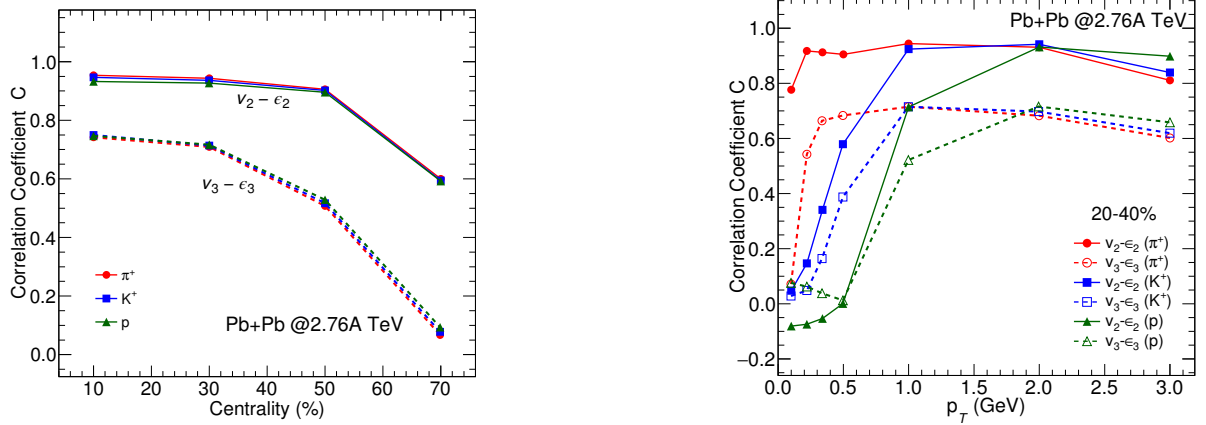 Correlation Coefficient C
1.0
0.8
0.6
0.4
0.2
0.0
v₂ – ϵ₂
v₃ – ϵ₃
π⁺
K⁺
p
Pb+Pb @2.76A TeV
10 20 30 40 50 60 70
Centrality (%)
Pb+Pb @2.76A TeV
Correlation Coefficient C
1.0
0.8
0.6
0.4
0.2
0.0
−0.2
20-40%
v₂-ϵ₂ (π⁺)
v₃-ϵ₃ (π⁺)
v₂-ϵ₂ (K⁺)
v₃-ϵ₃ (K⁺)
v₂-ϵ₂ (p)
v₃-ϵ₃ (p)
0.0 0.5 1.0 1.5 2.0 2.5 3.0
p_T (GeV)